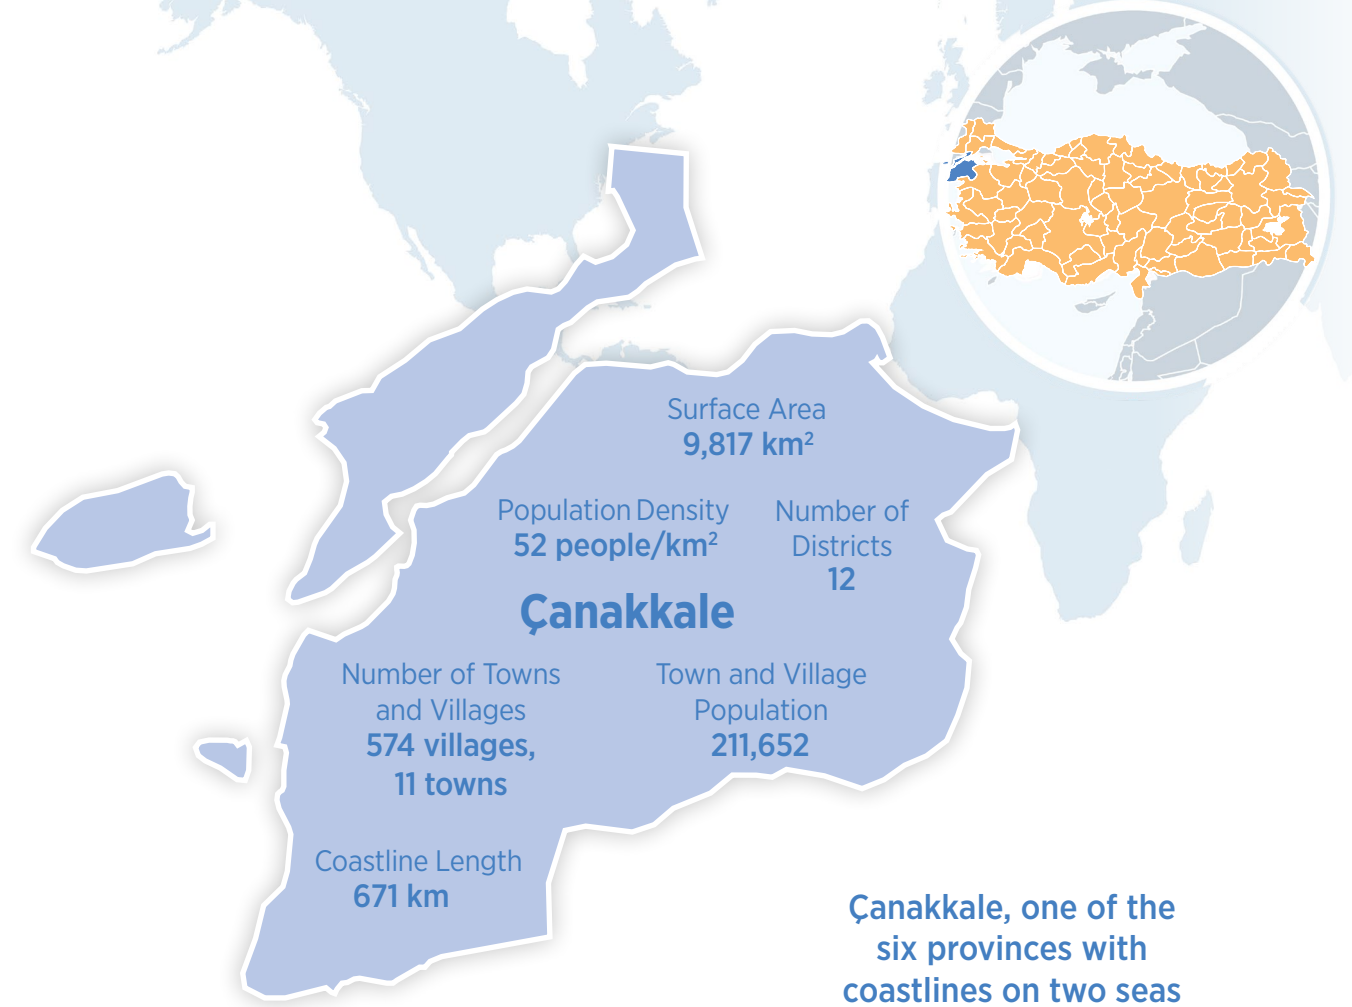 Surface Area
9,817 km²
Population Density
52 people/km²
Number of
Districts
12
Çanakkale
Number of Towns
and Villages
574 villages,
11 towns
Town and Village
Population
211,652
Coastline Length
671 km
Çanakkale, one of the
six provinces with
coastlines on two seas